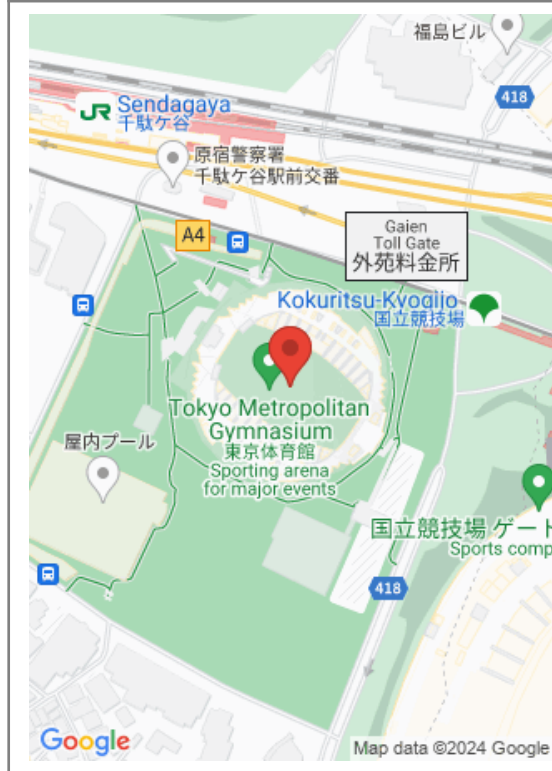 福島ビル
418
JR Sendagaya
千駄ケ谷
原宿警察署
千駄ケ谷駅前交番
A4
Gaien
Toll Gate
外苑料金所
Kokuritsu-Kyogijo
国立競技場
Tokyo Metropolitan
Gymnasium
東京体育館
Sporting arena
for major events
屋内プール
国立競技場 ゲート
Sports comp
418
Google
Map data ©2024 Google